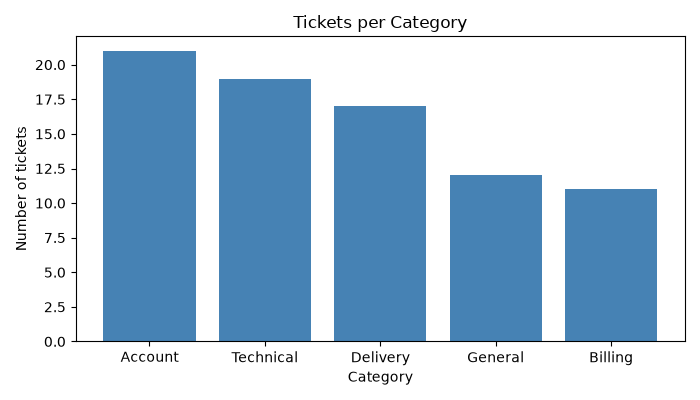 Tickets per Category
Number of tickets
20.0
17.5
15.0
12.5
10.0
7.5
5.0
2.5
0.0
Account Technical Delivery General Billing
Category